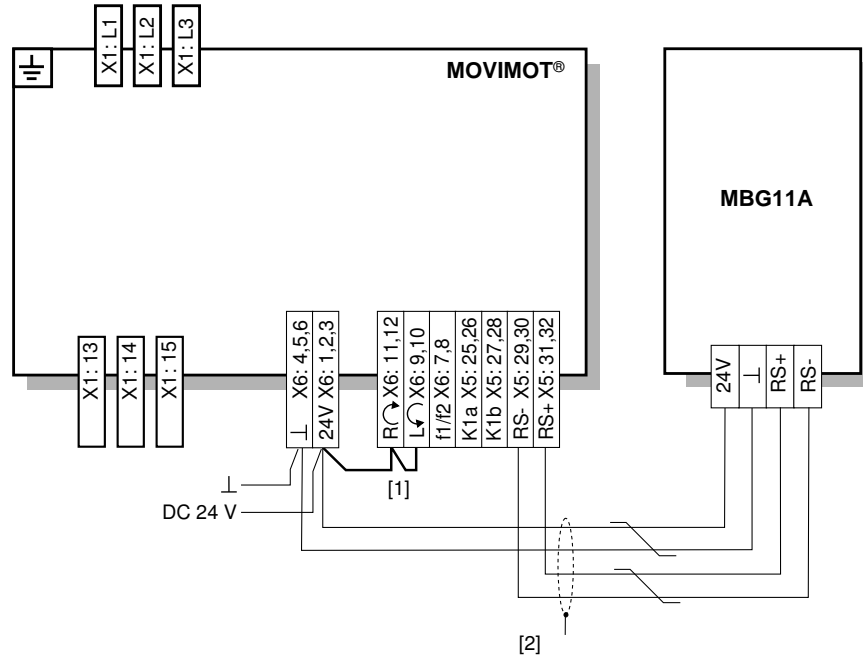 X1: L1
X1: L2
X1: L3
MOVIMOT®
MBG11A
X1: 13
X1: 14
X1: 15
⊥ X6: 4,5,6
24V X6: 1,2,3
R X6: 11,12
L X6: 9,10
f1/f2 X6: 7,8
K1a X5: 25,26
K1b X5: 27,28
RS- X5: 29,30
RS+ X5: 31,32
24V
⊥
RS+
RS-
⊥
DC 24 V
[1]
[2]